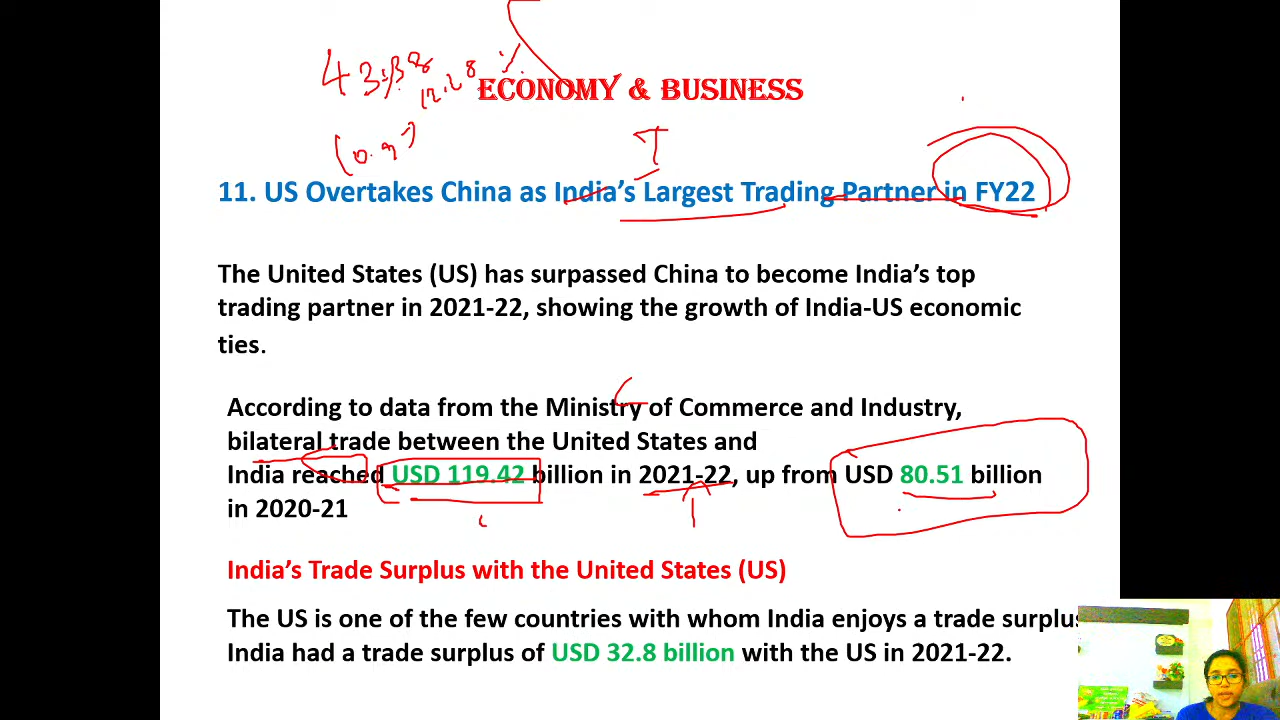 ECONOMY & BUSINESS
11. US Overtakes China as India's Largest Trading Partner in FY22
The United States (US) has surpassed China to become India's top
trading partner in 2021-22, showing the growth of India-US economic
ties.
According to data from the Ministry of Commerce and Industry,
bilateral trade between the United States and
India reached USD 119.42 billion in 2021-22, up from USD 80.51 billion
in 2020-21
India's Trade Surplus with the United States (US)
The US is one of the few countries with whom India enjoys a trade surplus
India had a trade surplus of USD 32.8 billion with the US in 2021-22.